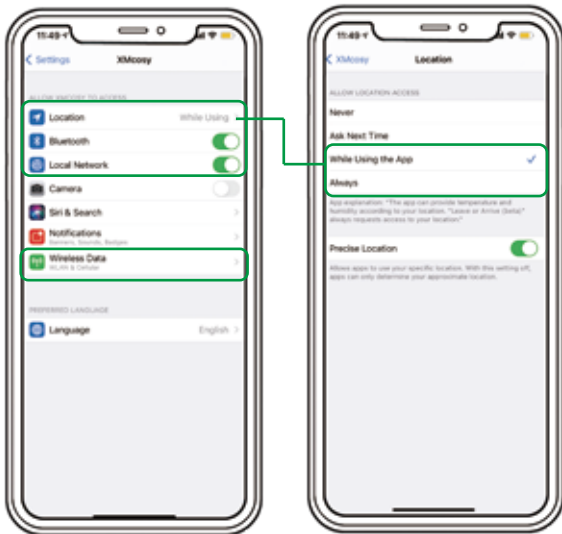 11:49
Settings
XMcosy
ALLOW XMCOSY TO ACCESS
Location
While Using
Bluetooth
Local Network
Camera
Siri & Search
Notifications
Banners, Sounds, Badges
Wireless Data
WLAN & Cellular
PREFERRED LANGUAGE
Language
English
11:49
XMcosy
Location
ALLOW LOCATION ACCESS
Never
Ask Next Time
While Using the App
Always
App explanation: "The app can provide temperature and
humidity according to your location. "Leave or Arrive (beta)"
always requests access to your location"
Precise Location
Allows apps to use your specific location. With this setting off,
apps can only determine your approximate location.